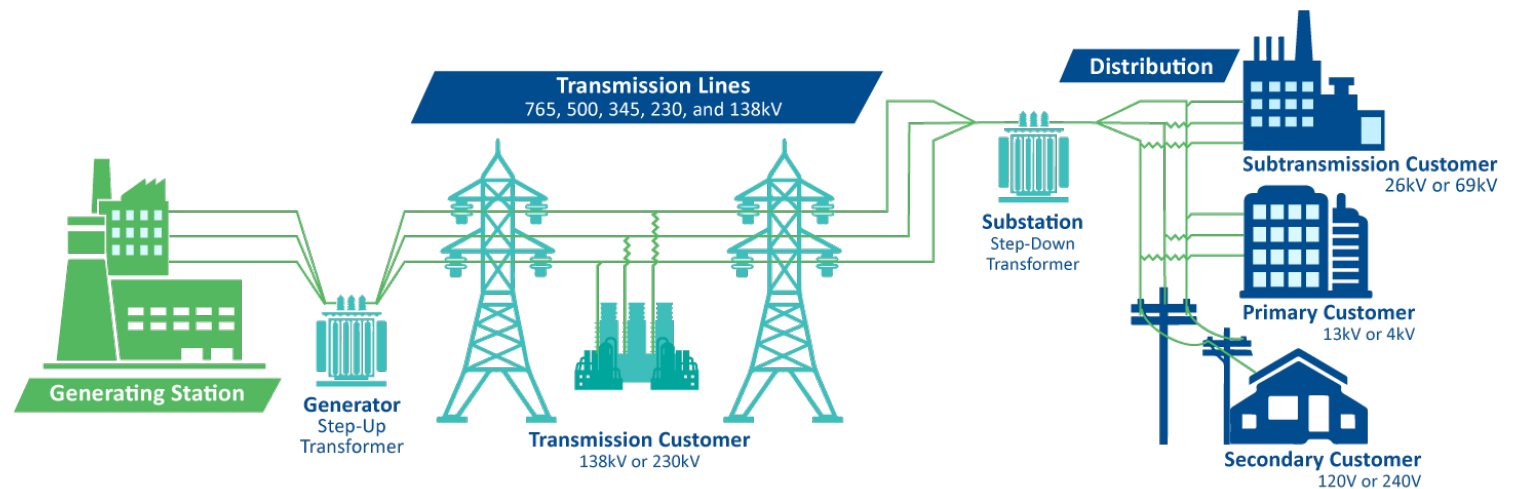 Generating Station
Generator
Step-Up
Transformer
Transmission Lines
765, 500, 345, 230, and 138kV
Transmission Customer
138kV or 230kV
Substation
Step-Down
Transformer
Distribution
Subtransmission Customer
26kV or 69kV
Primary Customer
13kV or 4kV
Secondary Customer
120V or 240V